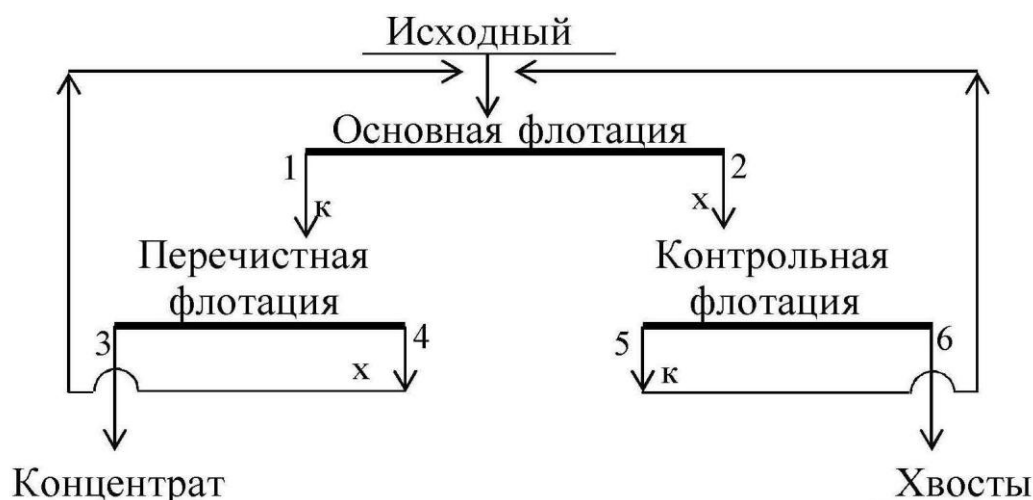 Исходный
Основная флотация
1
2
к
х
Перечистная
флотация
Контрольная
флотация
3
4
5
6
х
к
Концентрат
Хвосты